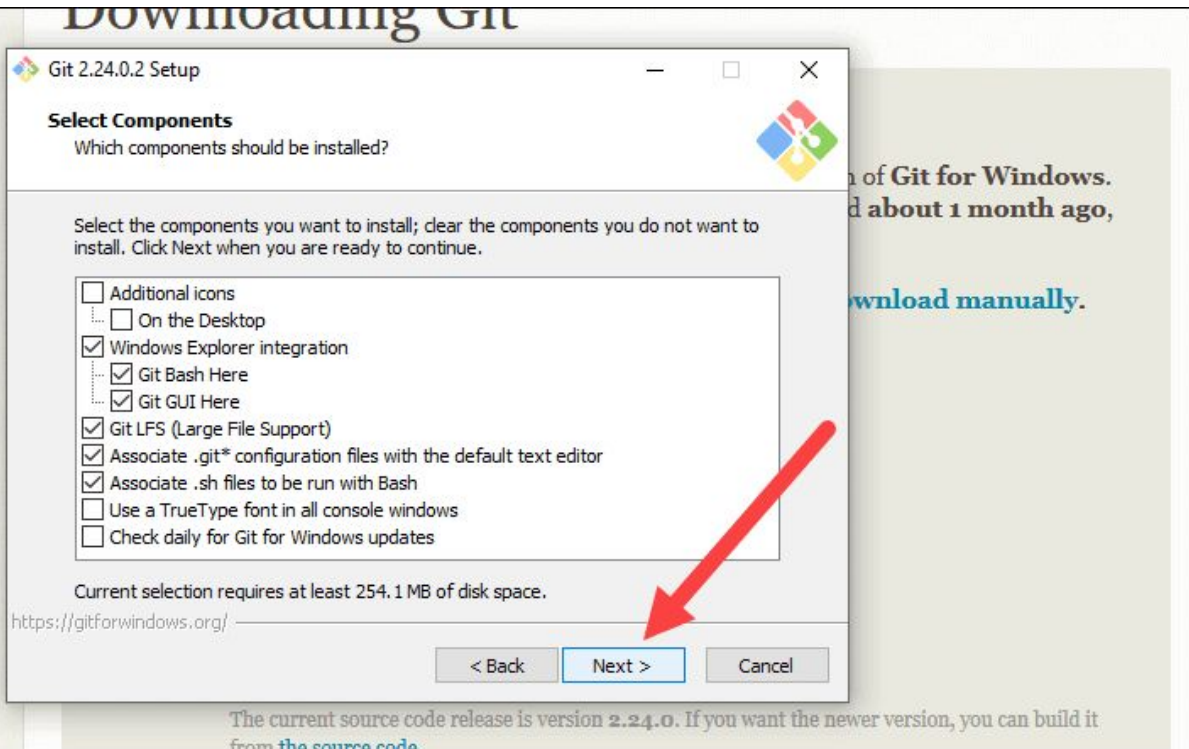 Downloading Git
Git 2.24.0.2 Setup
Select Components
Which components should be installed?
of Git for Windows.
about 1 month ago,
Select the components you want to install; clear the components you do not want to
install. Click Next when you are ready to continue.
Additional icons
On the Desktop
download manually.
Windows Explorer integration
Git Bash Here
Git GUI Here
Git LFS (Large File Support)
Associate .git* configuration files with the default text editor
Associate .sh files to be run with Bash
Use a TrueType font in all console windows
Check daily for Git for Windows updates
Current selection requires at least 254.1 MB of disk space.
https://gitforwindows.org/
< Back
Next >
Cancel
The current source code release is version 2.24.0. If you want the newer version, you can build it
from the source code.